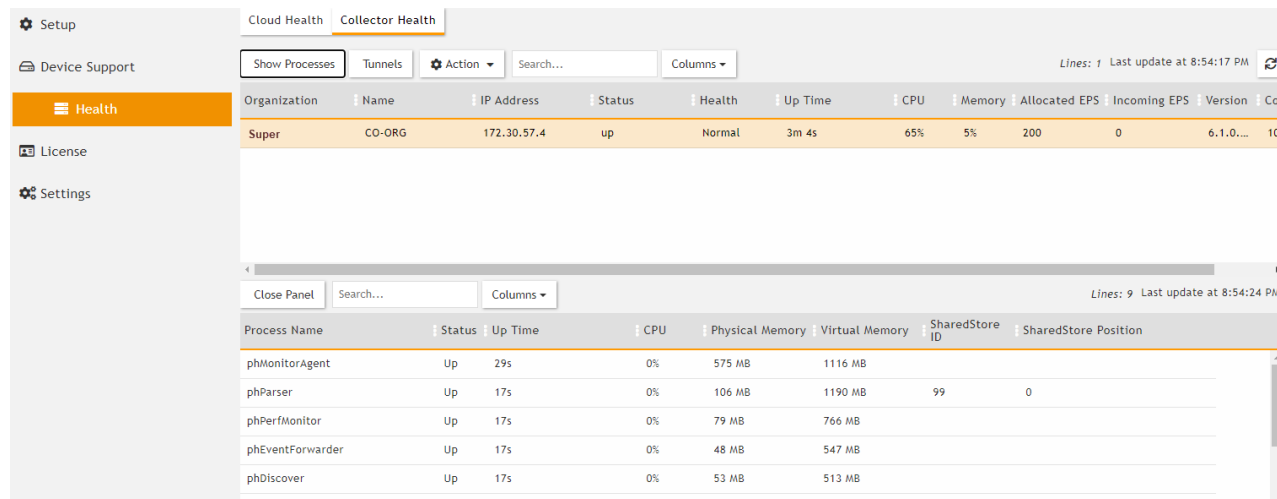 Setup
Device Support
Health
License
Settings
Cloud Health Collector Health
Show Processes Tunnels Action Search... Columns Lines: 1 Last update at 8:54:17 PM
Organization Name IP Address Status Health Up Time CPU Memory Allocated EPS Incoming EPS Version Co
Super CO-ORG 172.30.57.4 up Normal 3m 4s 65% 5% 200 0 6.1.0.... 10
Close Panel Search... Columns Lines: 9 Last update at 8:54:24 PM
Process Name Status Up Time CPU Physical Memory Virtual Memory SharedStore ID SharedStore Position
phMonitorAgent Up 29s 0% 575 MB 1116 MB
phParser Up 17s 0% 106 MB 1190 MB 99 0
phPerfMonitor Up 17s 0% 79 MB 766 MB
phEventForwarder Up 17s 0% 48 MB 547 MB
phDiscover Up 17s 0% 53 MB 513 MB